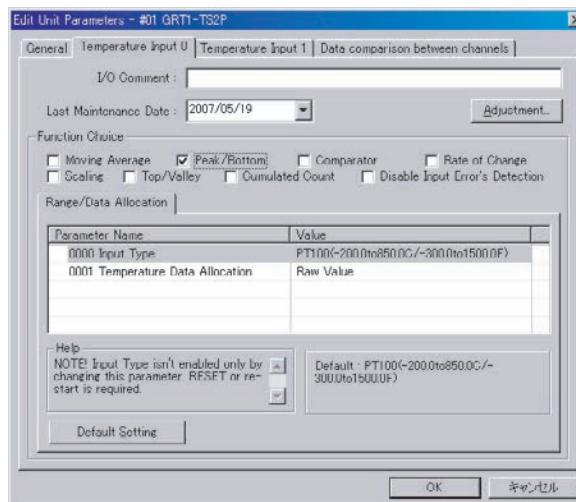 Edit Unit Parameters - #01 GRT1-TS2P
General Temperature Input 0 Temperature Input 1 Data comparison between channels
I/O Comment :
Last Maintenance Date : 2007/05/19 Adjustment...
Function Choice
Moving Average Peak/Bottom Comparator Rate of Change
Scaling Top/Valley Cumulated Count Disable Input Error's Detection
Range/Data Allocation
Parameter Name Value
0000 Input Type PT100(-200.0to850.0C/-300.0to1500.0F)
0001 Temperature Data Allocation Raw Value
Help
NOTE! Input Type isn't enabled only by
changing this parameter. RESET or re-
start is required.
Default : PT100(-200.0to850.0C/-
300.0to1500.0F)
Default Setting
OK キャンセル